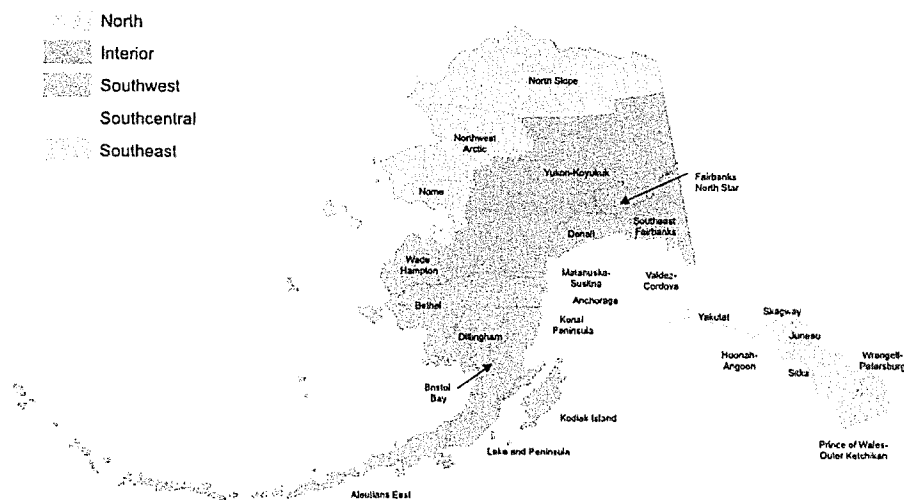 North
Interior
Southwest
Southcentral
Southeast
North Slope
Northwest
Arctic
Nome
Yukon-Koyukuk
Fairbanks
North Star
Southeast
Fairbanks
Denali
Wade
Hampton
Bethel
Matanuska-
Susitna
Valdez-
Cordova
Anchorage
Kenai
Peninsula
Dillingham
Bristol
Bay
Kodiak Island
Lake and Peninsula
Aleutians East
Yakutat
Skagway
Juneau
Hoonah-
Angoon
Sitka
Wrangell-
Petersburg
Prince of Wales-
Outer Ketchikan